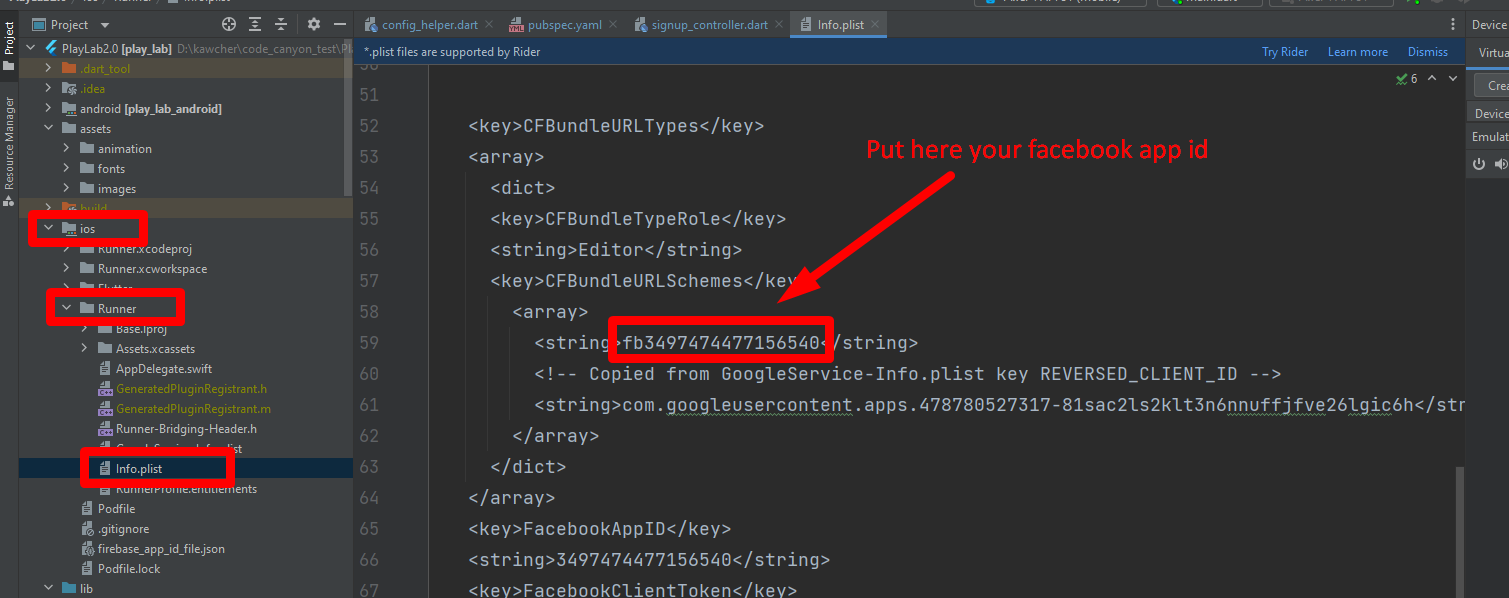 Project
config_helper.dart
pubspec.yaml
signup_controller.dart
Info.plist
Device
Project
Resource Manager
PlayLab2.0 [play_lab] D:\kawcher\code_canyon_test\Pl
.dart_tool
.idea
android [play_lab_android]
assets
animation
fonts
images
build
ios
Runner.xcodeproj
Runner.xcworkspace
Flutter
Runner
Base.lproj
Assets.xcassets
AppDelegate.swift
GeneratedPluginRegistrant.h
GeneratedPluginRegistrant.m
Runner-Bridging-Header.h
Info.plist
RunnerProfile.entitlements
Podfile
.gitignore
firebase_app_id_file.json
Podfile.lock
lib
*.plist files are supported by Rider
Try Rider Learn more Dismiss
6
51
52 <key>CFBundleURLTypes</key>
53 <array>
54 <dict>
55 <key>CFBundleTypeRole</key>
56 <string>Editor</string>
57 <key>CFBundleURLSchemes</key
58 <array>
59 <string>fb3497474477156540</string>
60 <!-- Copied from GoogleService-Info.plist key REVERSED_CLIENT_ID -->
61 <string>com.googleusercontent.apps.478780527317-81sac2ls2klt3n6nnuffjfve26lgic6h</str
62 </array>
63 </dict>
64 </array>
65 <key>FacebookAppID</key>
66 <string>3497474477156540</string>
67 <key>FacebookClientToken</key>
Put here your facebook app id
Virtua
Crea
Device
Emulat